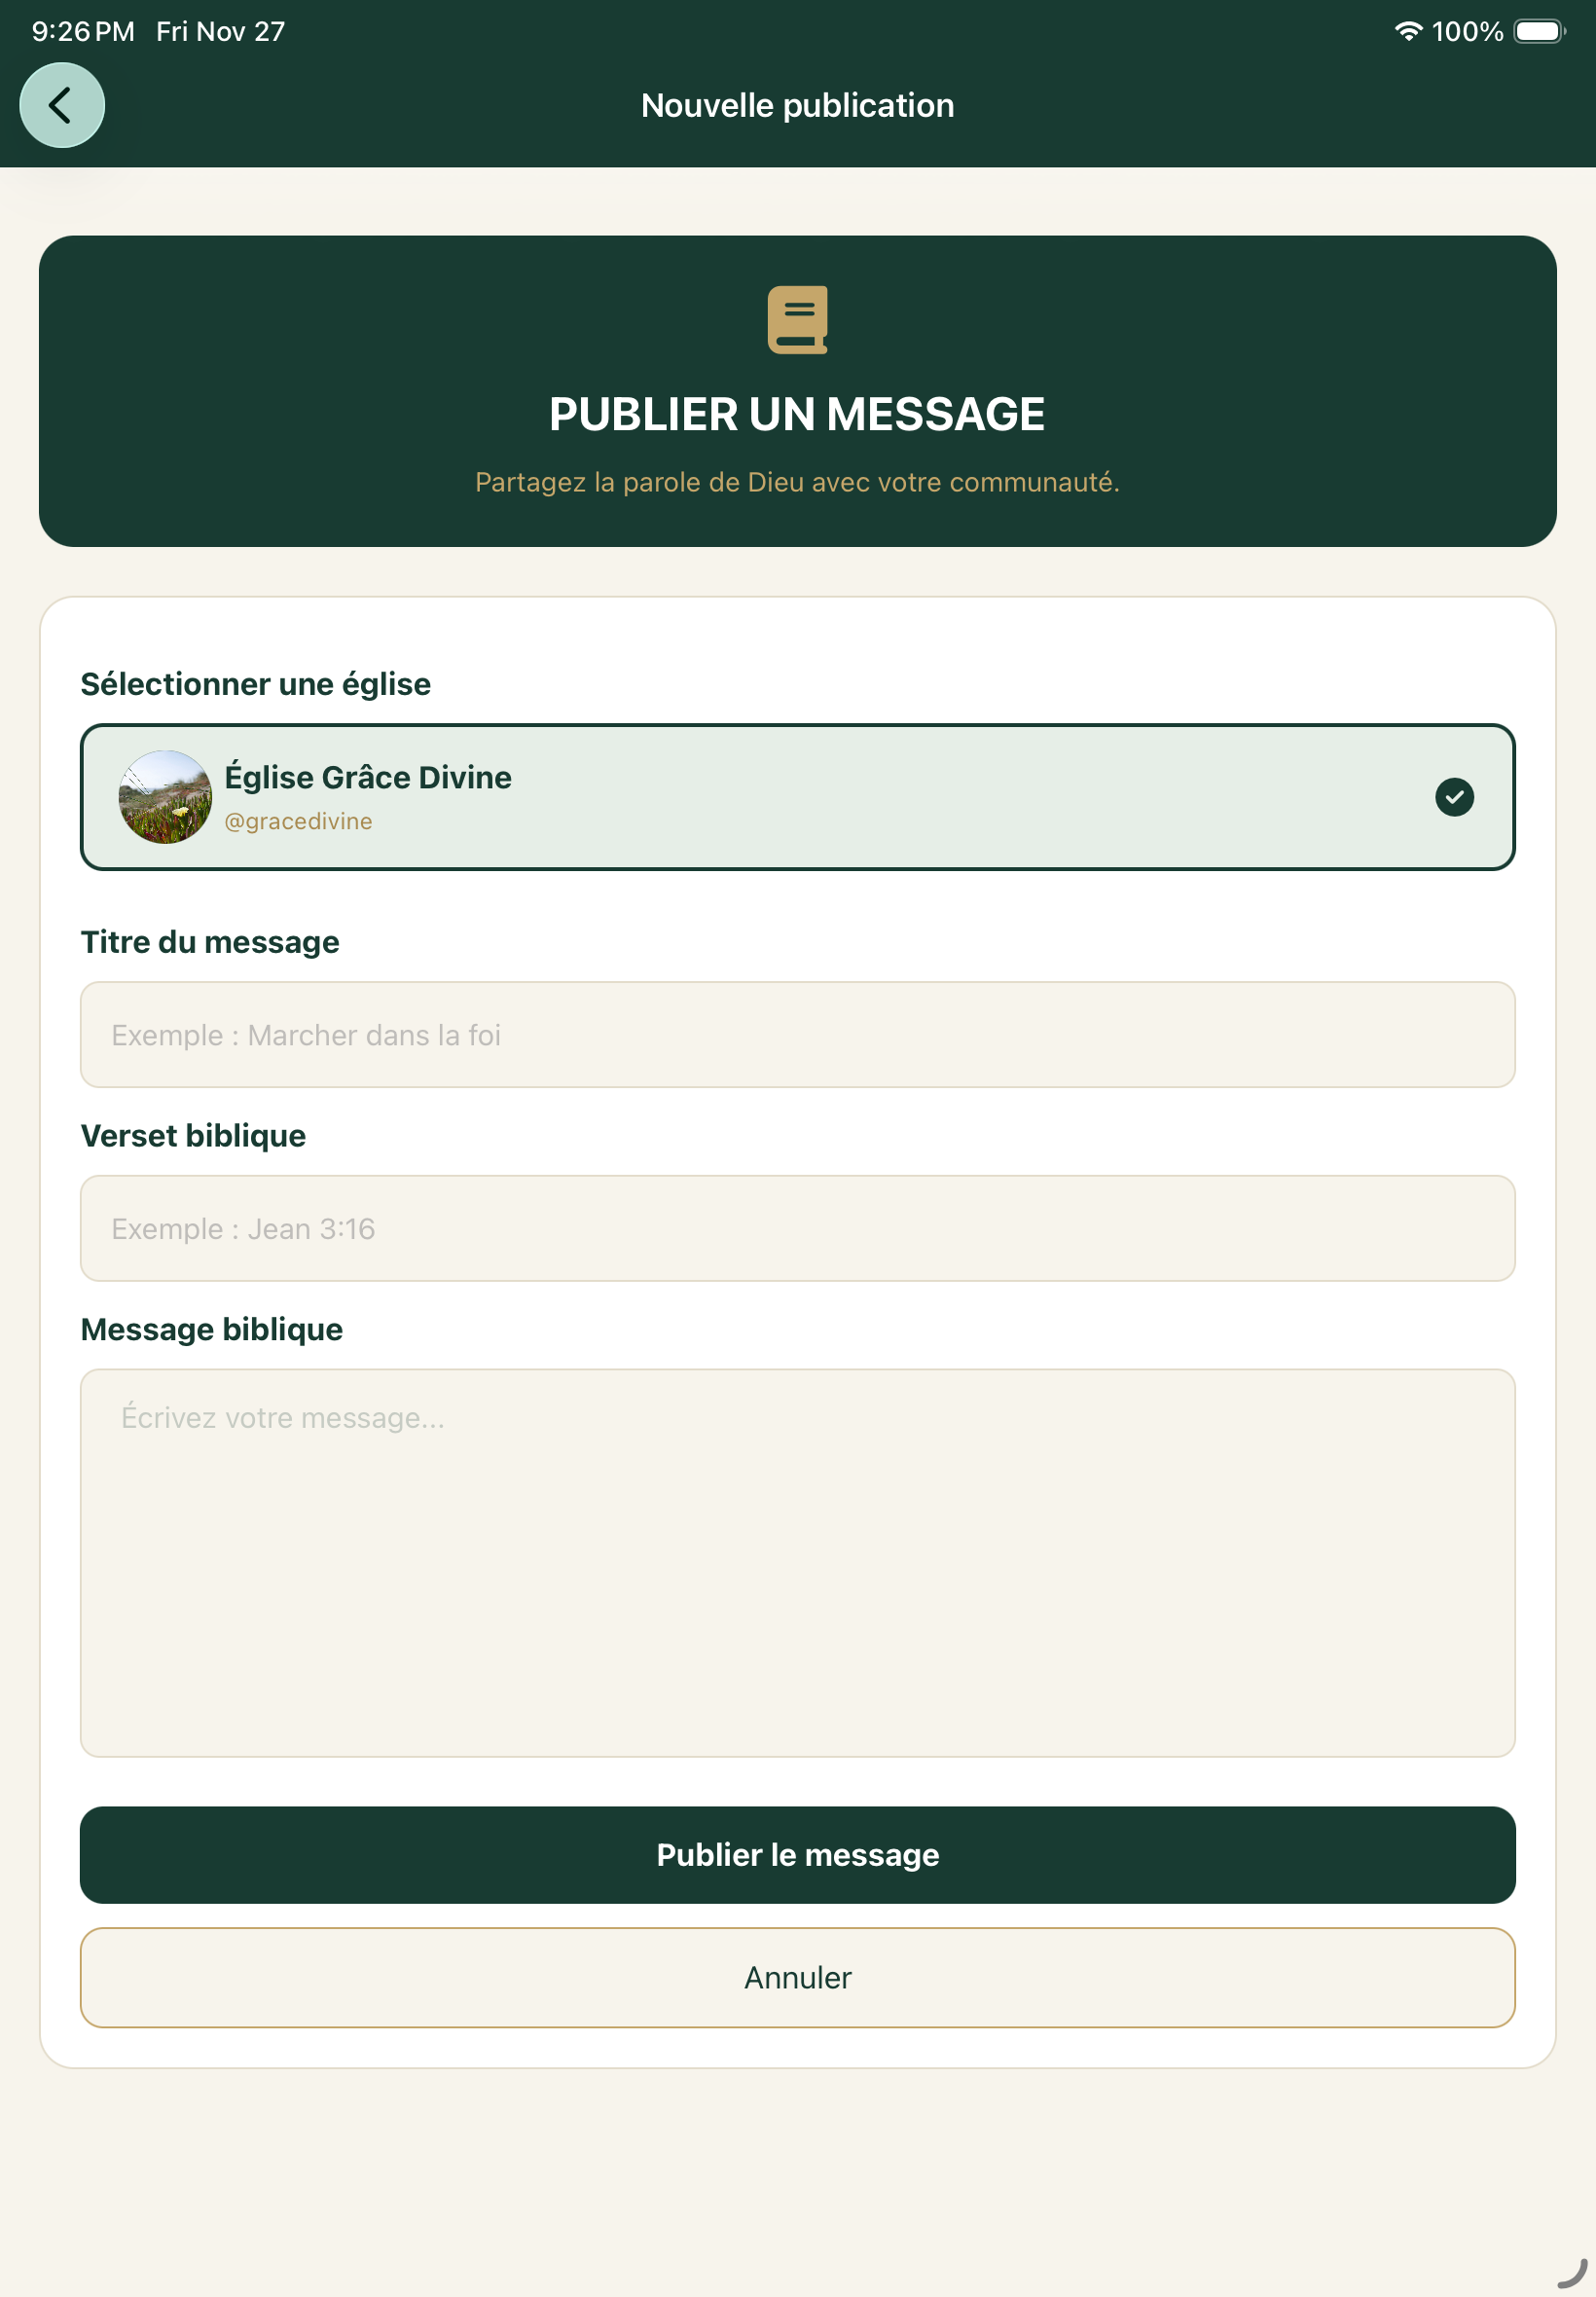 9:26 PM Fri Nov 27
100%
Nouvelle publication
PUBLIER UN MESSAGE
Partagez la parole de Dieu avec votre communauté.
Sélectionner une église
Église Grâce Divine
@gracedivine
Titre du message
Exemple : Marcher dans la foi
Verset biblique
Exemple : Jean 3:16
Message biblique
Écrivez votre message...
Publier le message
Annuler